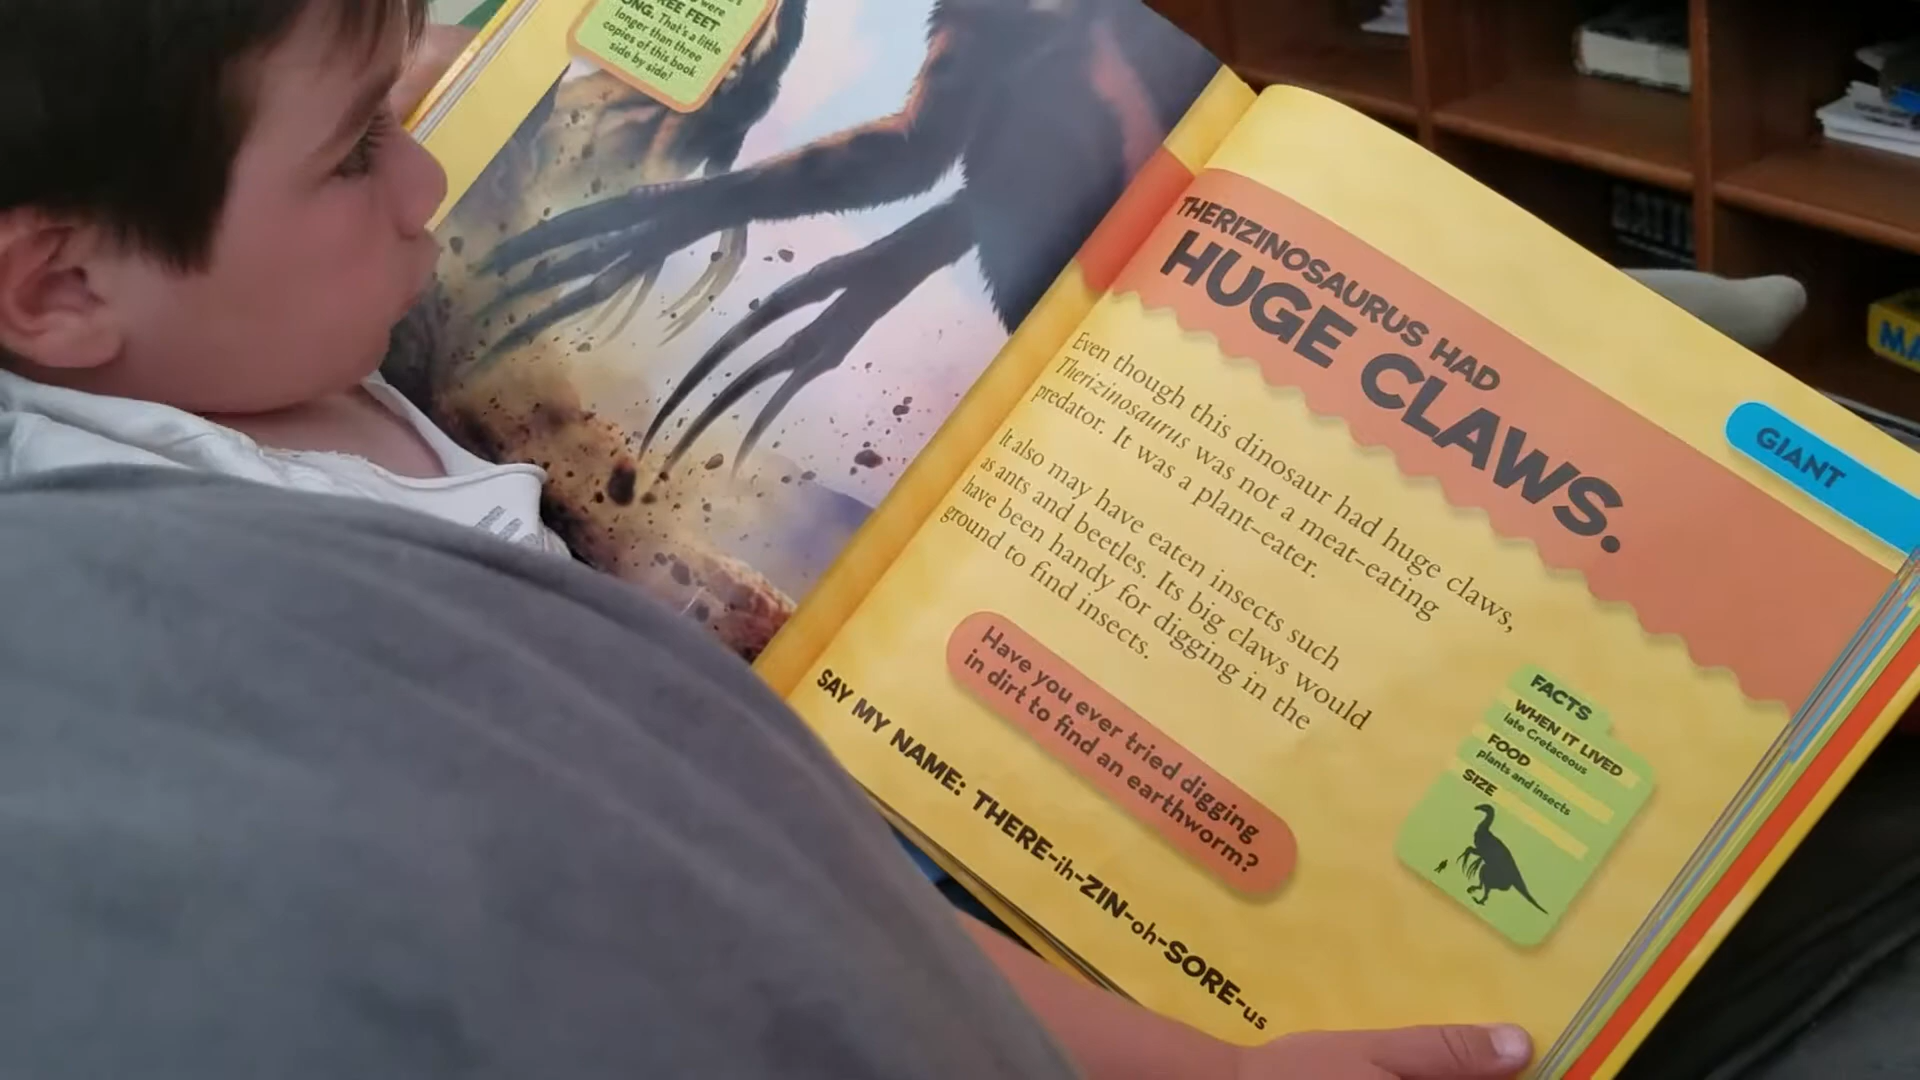 were
REE FEET
ONG. That's a little
longer than three
copies of this book
side by side!
THERIZINOSAURUS HAD
HUGE CLAWS.
GIANT
Even though this dinosaur had huge claws,
Therizinosaurus was not a meat-eating
predator. It was a plant-eater.
It also may have eaten insects such
as ants and beetles. Its big claws would
have been handy for digging in the
ground to find insects.
Have you ever tried digging
in dirt to find an earthworm?
SAY MY NAME: THERE-ih-ZIN-oh-SORE-us
FACTS
WHEN IT LIVED
late Cretaceous
FOOD
plants and insects
SIZE
MA